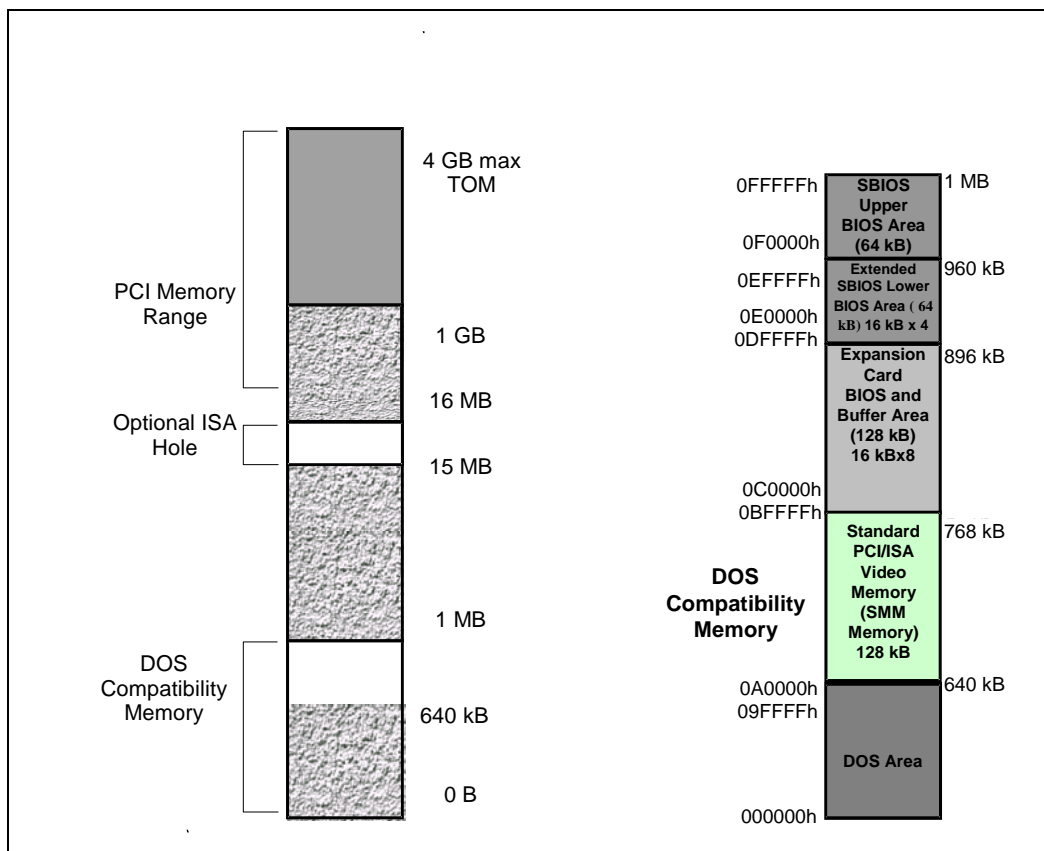 4 GB max
TOM
PCI Memory
Range
1 GB
16 MB
Optional ISA
Hole
15 MB
1 MB
DOS
Compatibility
Memory
640 kB
0 B
0FFFFFh
SBIOS
Upper
BIOS Area
(64 kB)
1 MB
0F0000h
960 kB
0EFFFFh
Extended
SBIOS Lower
BIOS Area ( 64
kB) 16 kB x 4
0E0000h
0DFFFFh
896 kB
Expansion
Card
BIOS and
Buffer Area
(128 kB)
16 kBx8
0C0000h
0BFFFFh
768 kB
Standard
PCI/ISA
Video
Memory
(SMM
Memory)
128 kB
DOS
Compatibility
Memory
0A0000h
640 kB
09FFFFh
DOS Area
000000h